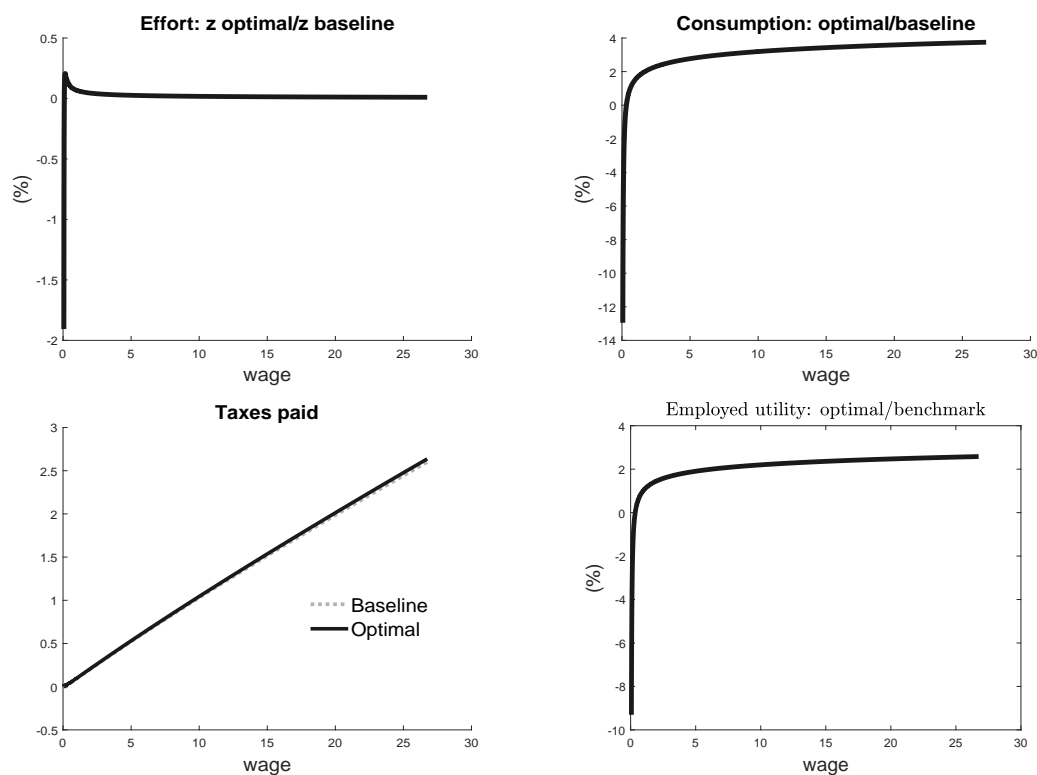 Effort: z optimal/z baseline
0.5
0
-0.5
-1
-1.5
-2
(%)
0 5 10 15 20 25 30
wage
Consumption: optimal/baseline
4
2
0
-2
-4
-6
-8
-10
-12
-14
(%)
0 5 10 15 20 25 30
wage
Taxes paid
3
2.5
2
1.5
1
0.5
0
-0.5
Baseline
Optimal
0 5 10 15 20 25 30
wage
Employed utility: optimal/benchmark
4
2
0
-2
-4
-6
-8
-10
(%)
0 5 10 15 20 25 30
wage